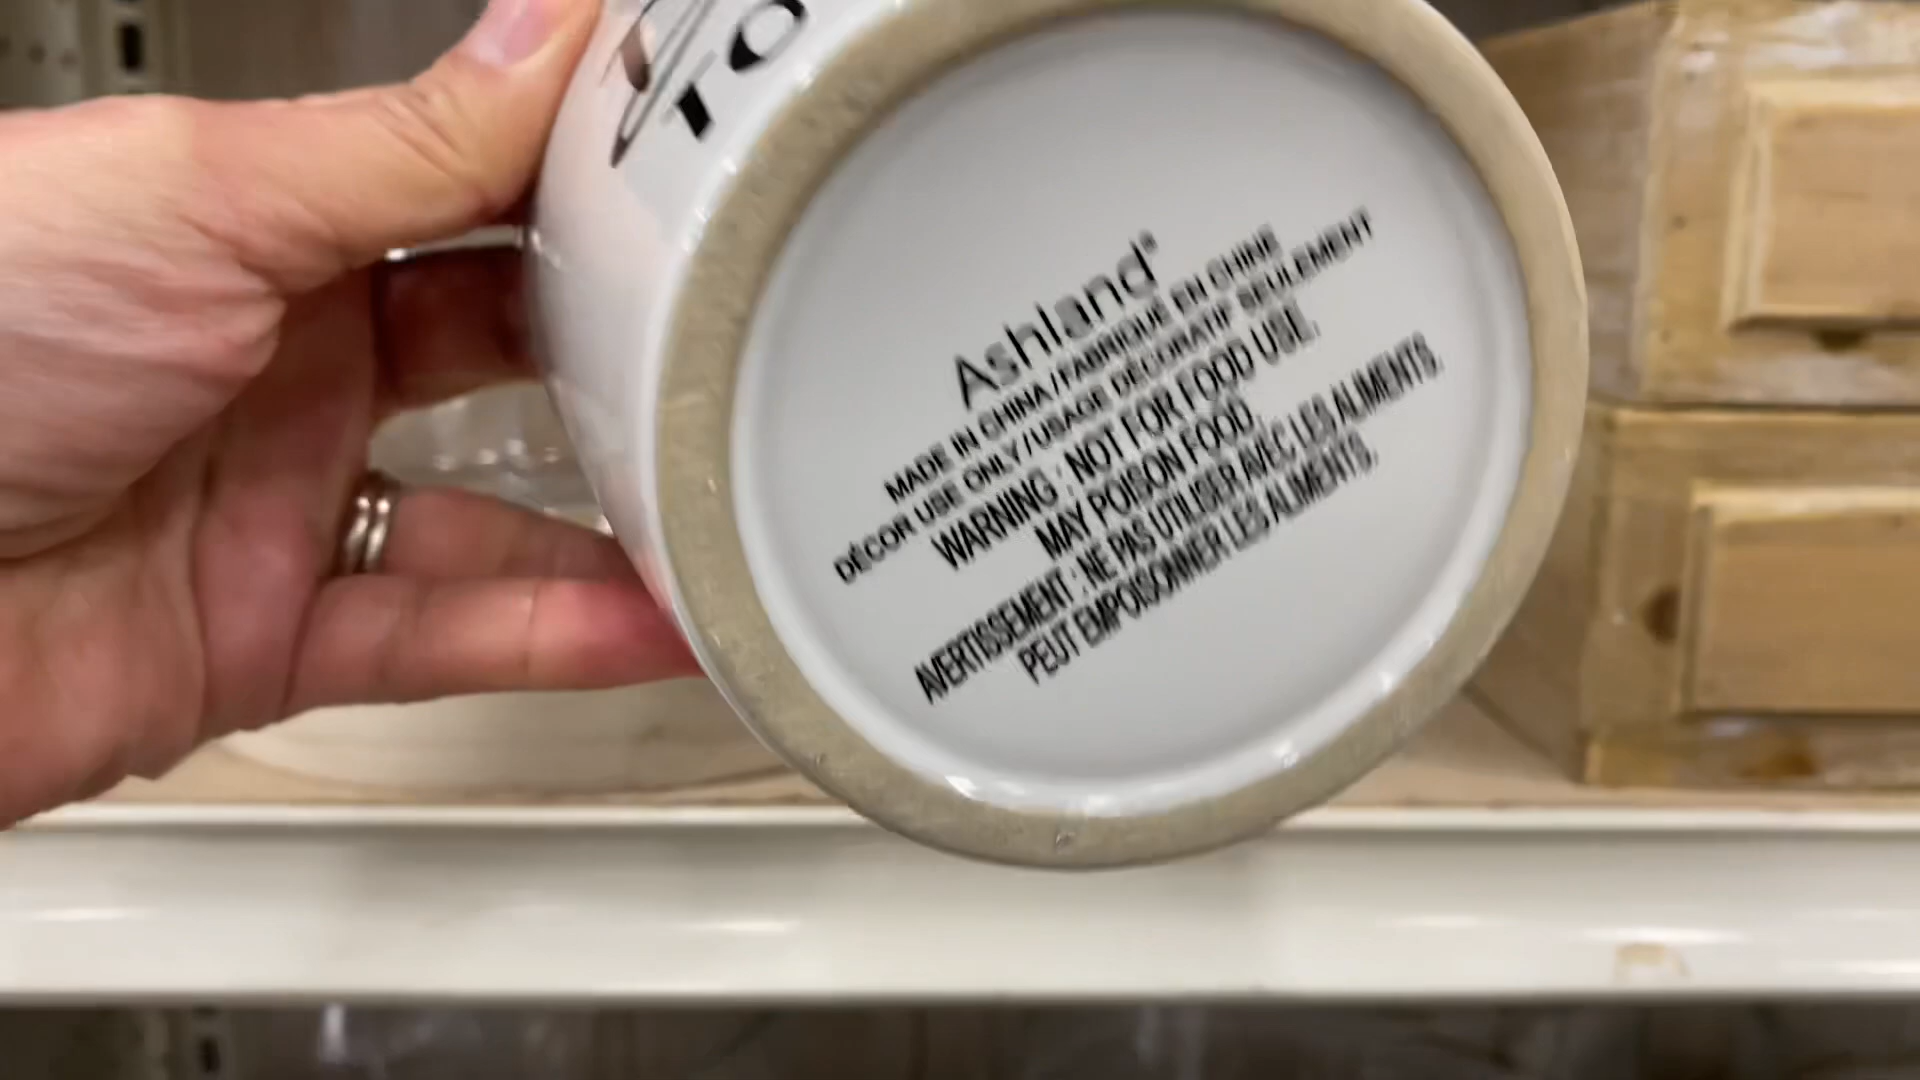 TO
Ashland®
MADE IN CHINA / FABRIQUÉ EN CHINE
DÉCOR USE ONLY / USAGE DÉCORATIF SEULEMENT
WARNING : NOT FOR FOOD USE.
MAY POISON FOOD.
AVERTISSEMENT : NE PAS UTILISER AVEC LES ALIMENTS.
PEUT EMPOISONNER LES ALIMENTS.